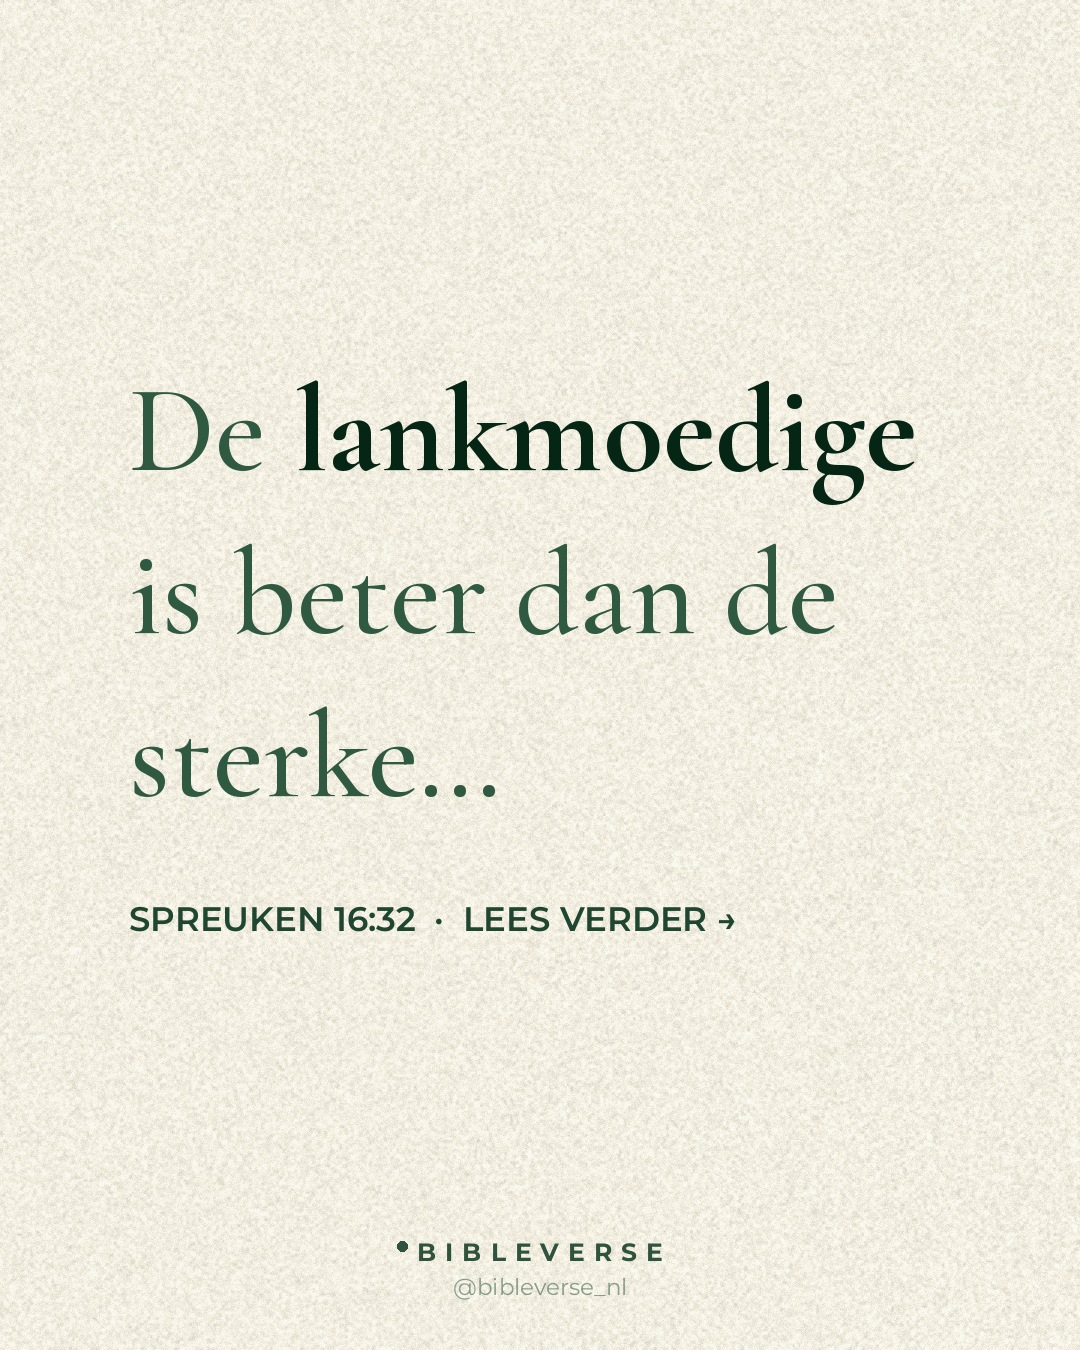 De lankmoedige
is beter dan de
sterke...
SPREUKEN 16:32 · LEES VERDER →
BIBLEVERSE
@bibleverse_nl